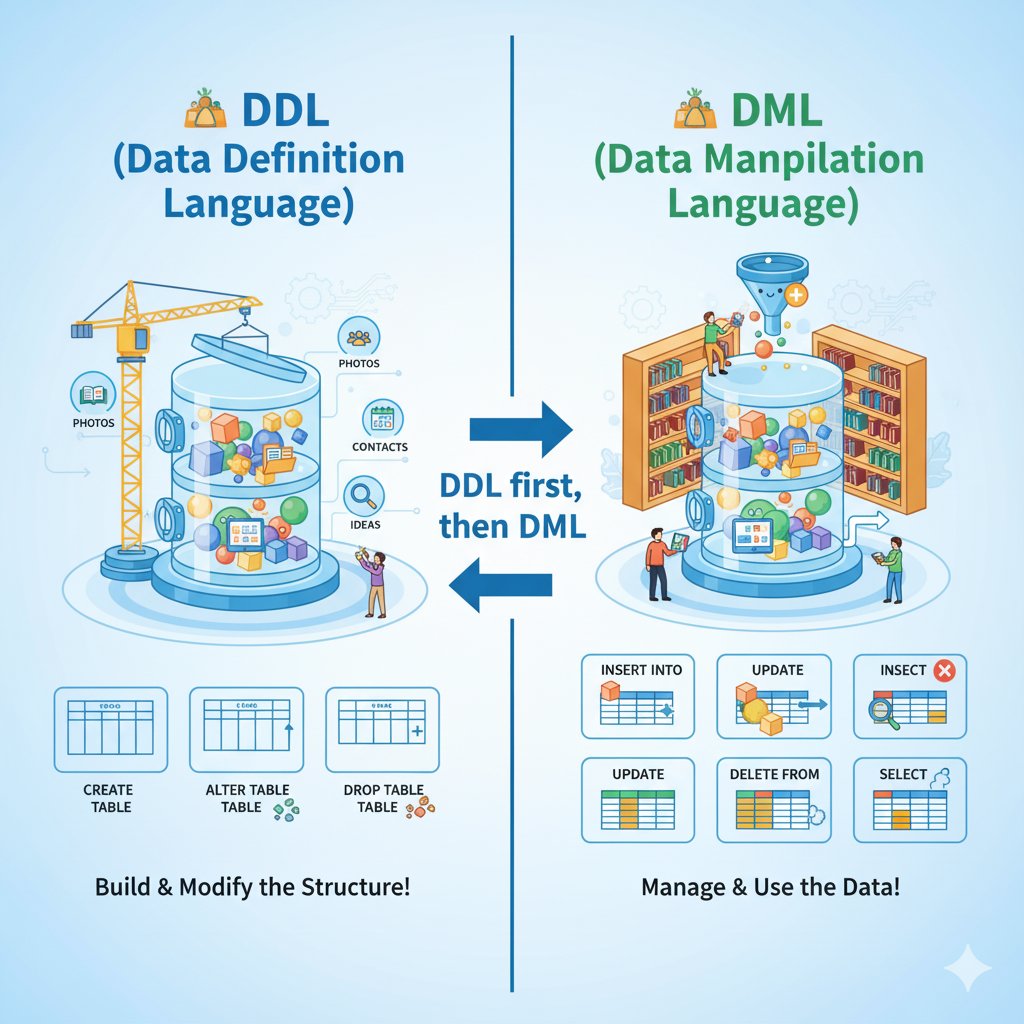 DDL
(Data Definition
Language)
PHOTOS
PHOTOS
CONTACTS
IDEAS
CREATE
TABLE
ALTER TABLE
TABLE
DROP TABLE
TABLE
Build & Modify the Structure!
DDL first,
then DML
DML
(Data Manpilation
Language)
INSERT INTO
UPDATE
INSECT
UPDATE
DELETE FROM
SELECT
Manage & Use the Data!